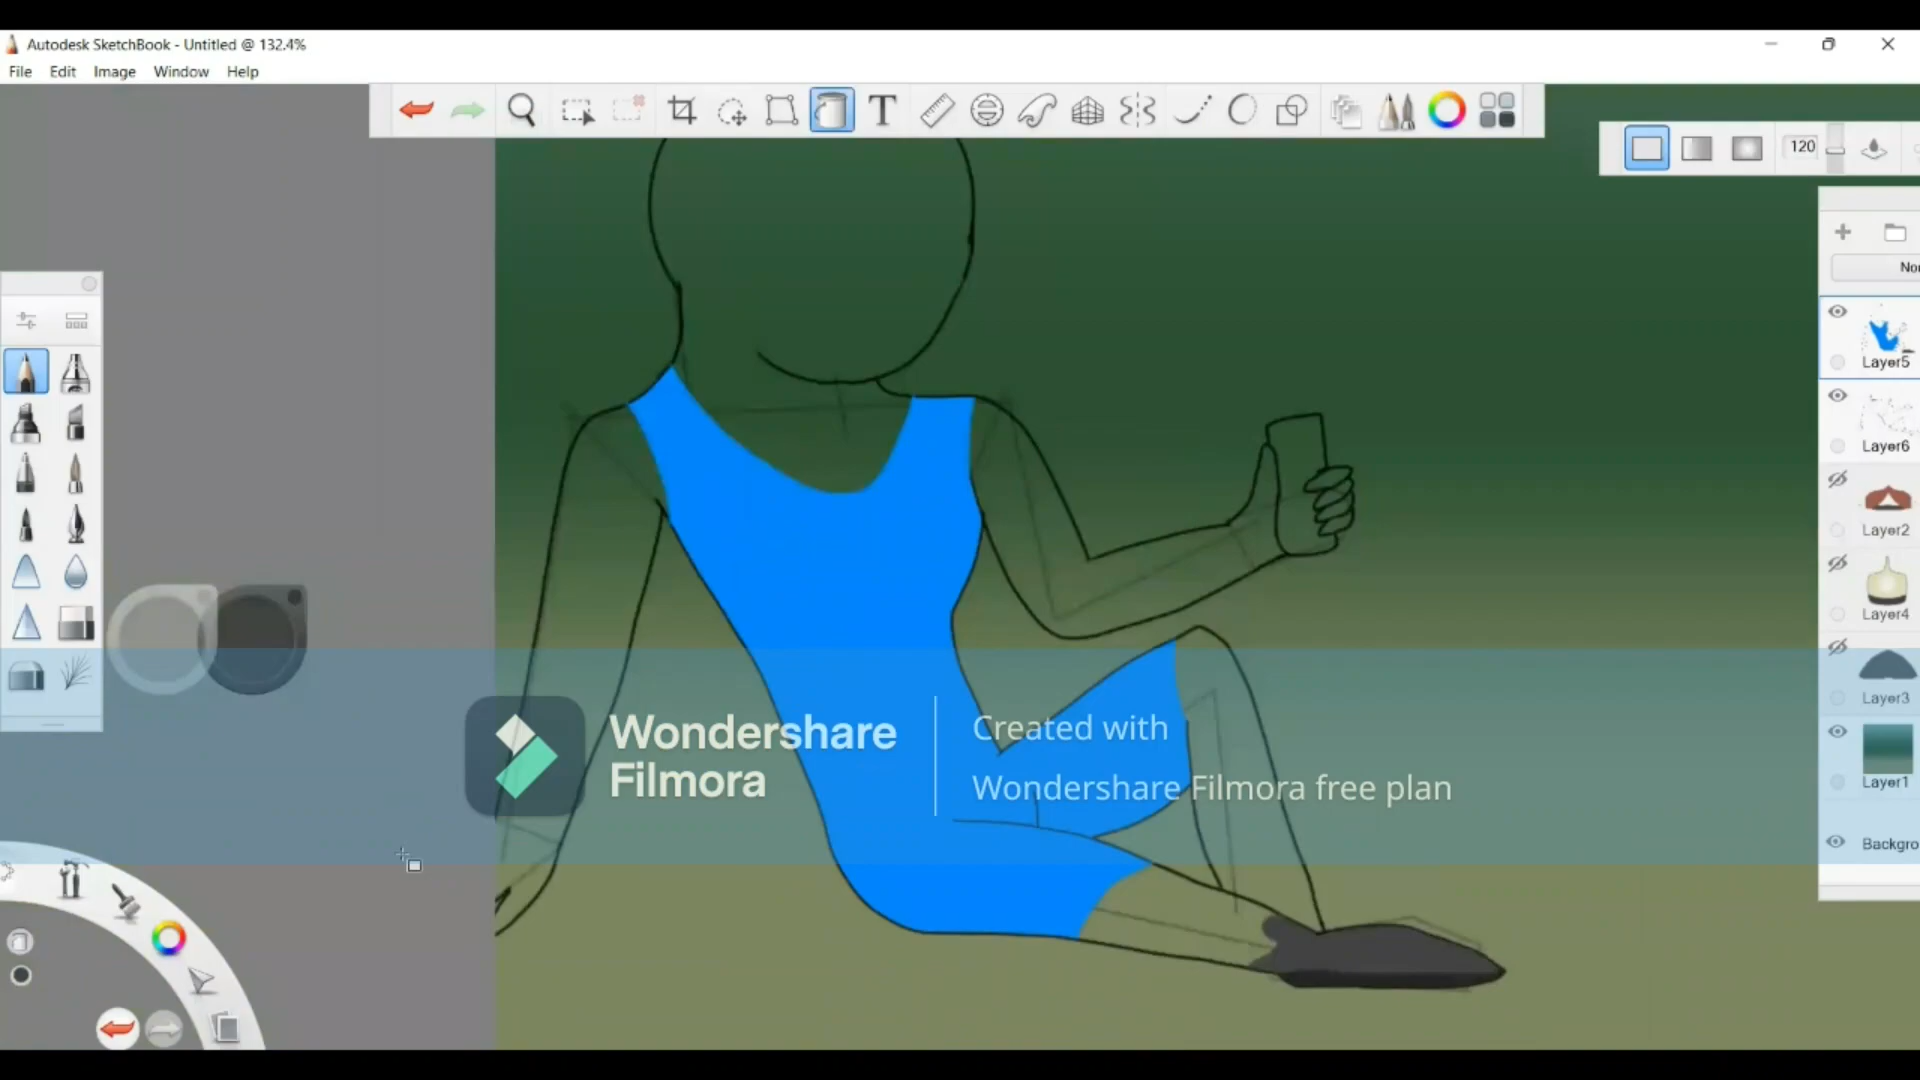 Autodesk SketchBook - Untitled @ 132.4%
File Edit Image Window Help
T
120
Layer5
Layer6
Layer2
Layer4
Layer3
Layer1
Wondershare
Filmora
Created with
Wondershare Filmora free plan